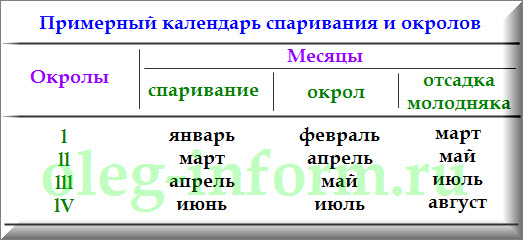 Примерный календарь спаривания и окролов
Окролы Месяцы
спаривание окрол отсадка молодняка
I январь февраль март
II март апрель май
III апрель май июль
IV июнь июль август
oleg-inform.ru